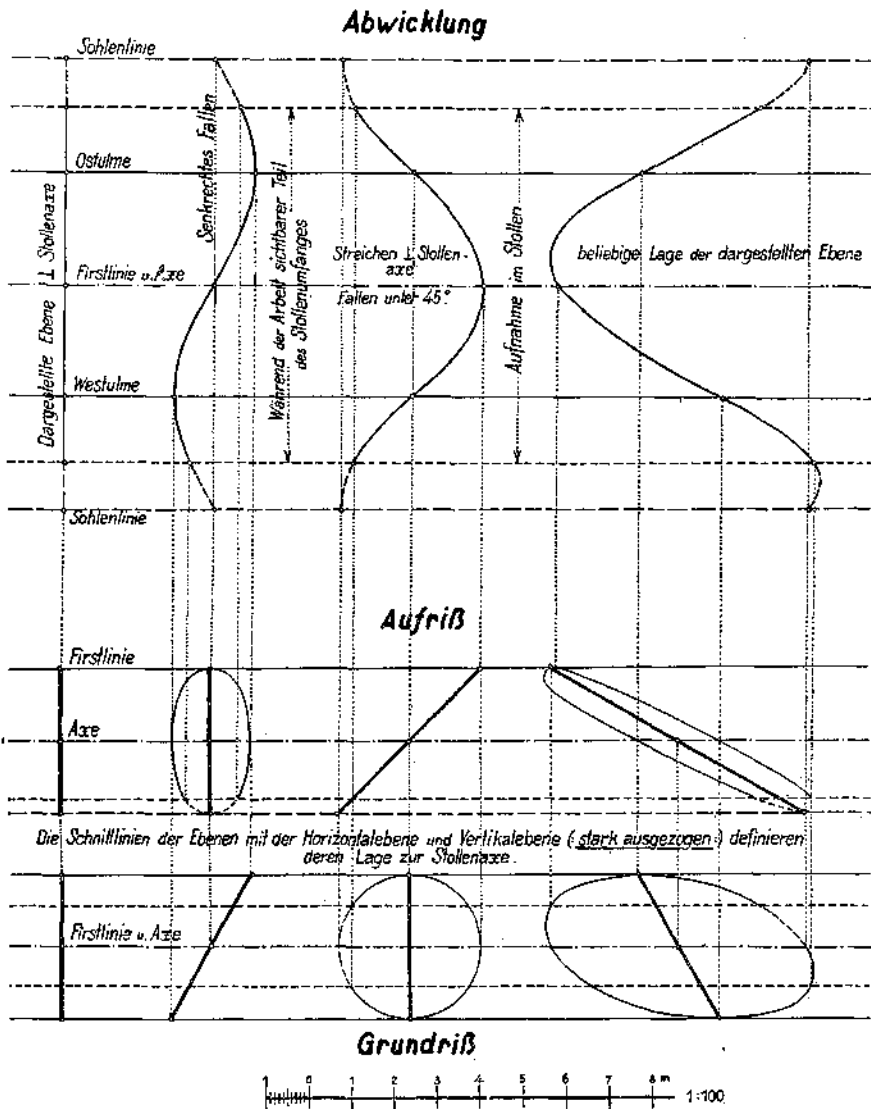 Abwicklung
Sohlenlinie
Ostulme
Firstlinie u. Axe
Westulme
Sohlenlinie
Dargestellte Ebene ⊥ Stollenaxe
Senkrechtes Fallen
Während der Arbeit sichtbarer Teil
des Stollenumfanges
Streichen ⊥ Stollen-
axe
Fallen unter 45°
Aufnahme im Stollen
beliebige Lage der dargestellten Ebene
Aufriß
Firstlinie
Axe
Die Schnittlinien der Ebenen mit der Horizontalebene und Vertikalebene (stark ausgezogen) definieren
deren Lage zur Stollenaxe.
Firstlinie u. Axe
Grundriß
1 0 1 2 3 4 5 6 7 8 m
1:100